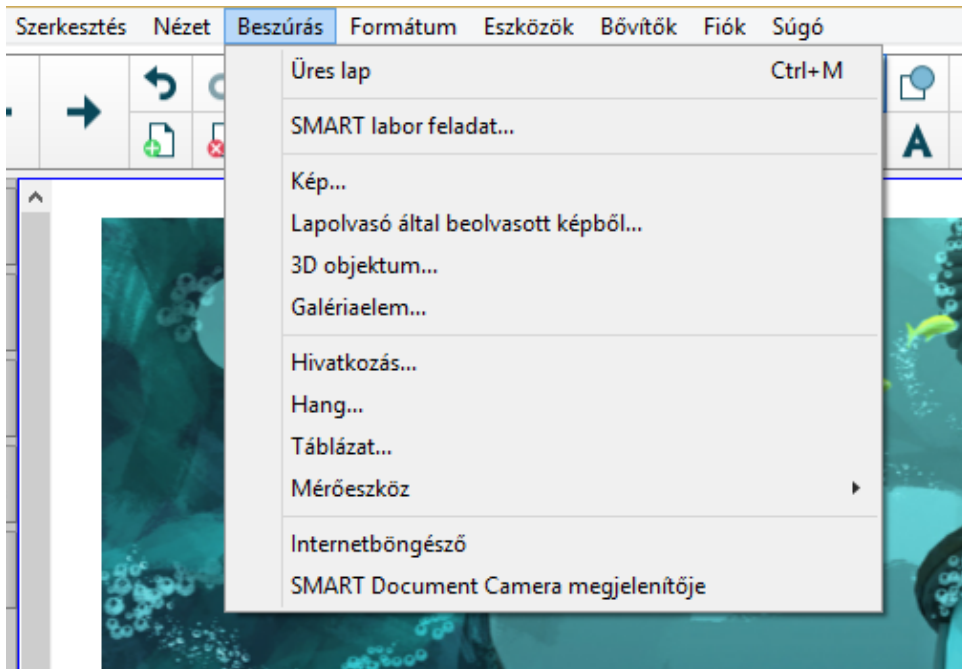 Szerkesztés Nézet Beszúrás Formátum Eszközök Bővítők Fiók Súgó
Üres lap Ctrl+M
SMART labor feladat...
Kép...
Lapolvasó által beolvasott képből...
3D objektum...
Galériaelem...
Hivatkozás...
Hang...
Táblázat...
Mérőeszköz
Internetböngésző
SMART Document Camera megjelenítője
A